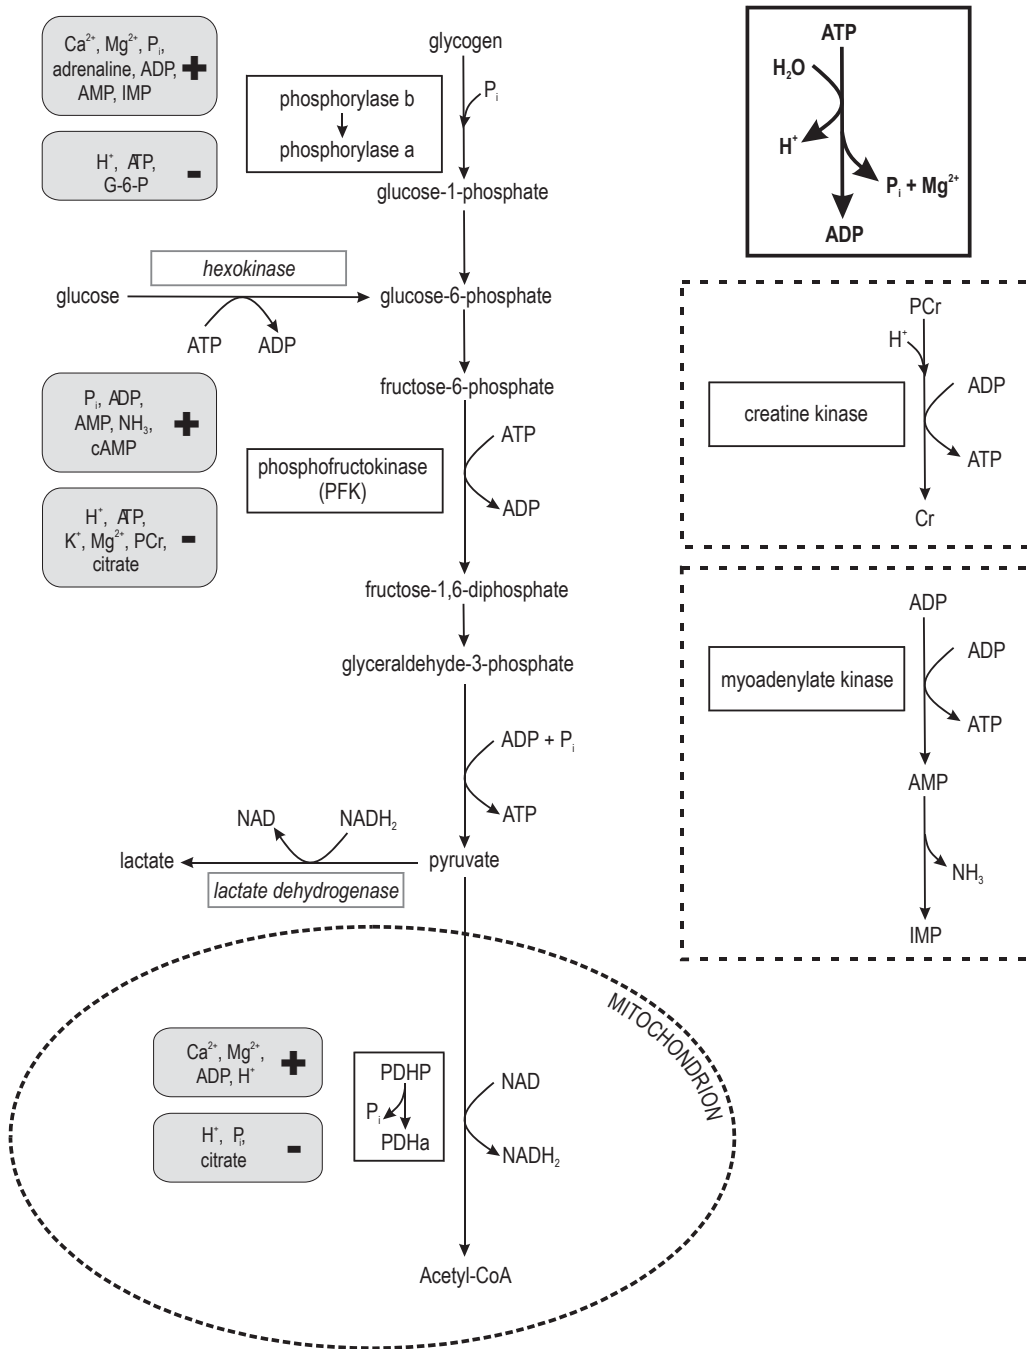 Ca²⁺, Mg²⁺, Pᵢ,
adrenaline, ADP,
AMP, IMP
+
H⁺, ATP,
G-6-P
-
glycogen
Pᵢ
phosphorylase b
phosphorylase a
glucose-1-phosphate
hexokinase
glucose
glucose-6-phosphate
ATP
ADP
fructose-6-phosphate
Pᵢ, ADP,
AMP, NH₃,
cAMP
+
H⁺, ATP,
K⁺, Mg²⁺, PCr,
citrate
-
phosphofructokinase
(PFK)
ATP
ADP
fructose-1,6-diphosphate
glyceraldehyde-3-phosphate
ADP + Pᵢ
ATP
NAD
NADH₂
lactate
pyruvate
lactate dehydrogenase
MITOCHONDRION
Ca²⁺, Mg²⁺,
ADP, H⁺
+
H⁺, Pᵢ,
citrate
-
PDHP
Pᵢ
PDHa
NAD
NADH₂
Acetyl-CoA
ATP
H₂O
H⁺
Pᵢ + Mg²⁺
ADP
PCr
H⁺
creatine kinase
ADP
ATP
Cr
ADP
ADP
myoadenylate kinase
ATP
AMP
NH₃
IMP